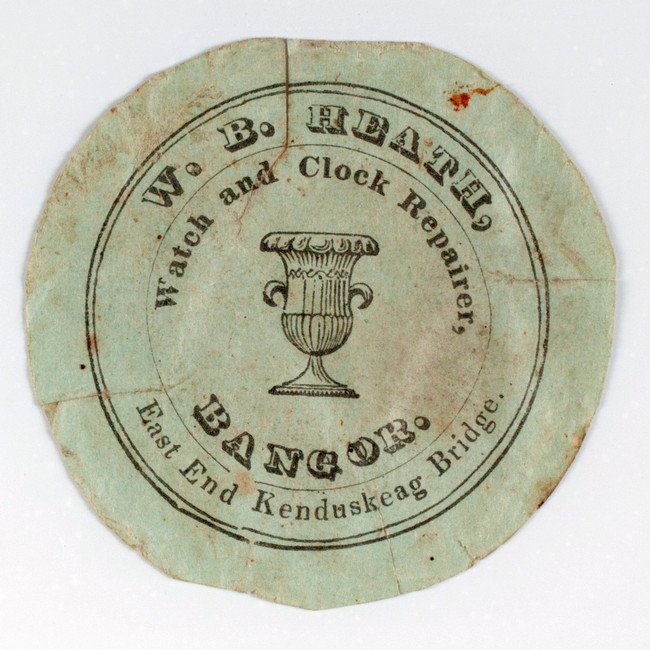 W. B. HEATH,
Watch and Clock Repairer,
BANGOR.
East End Kenduskeag Bridge.